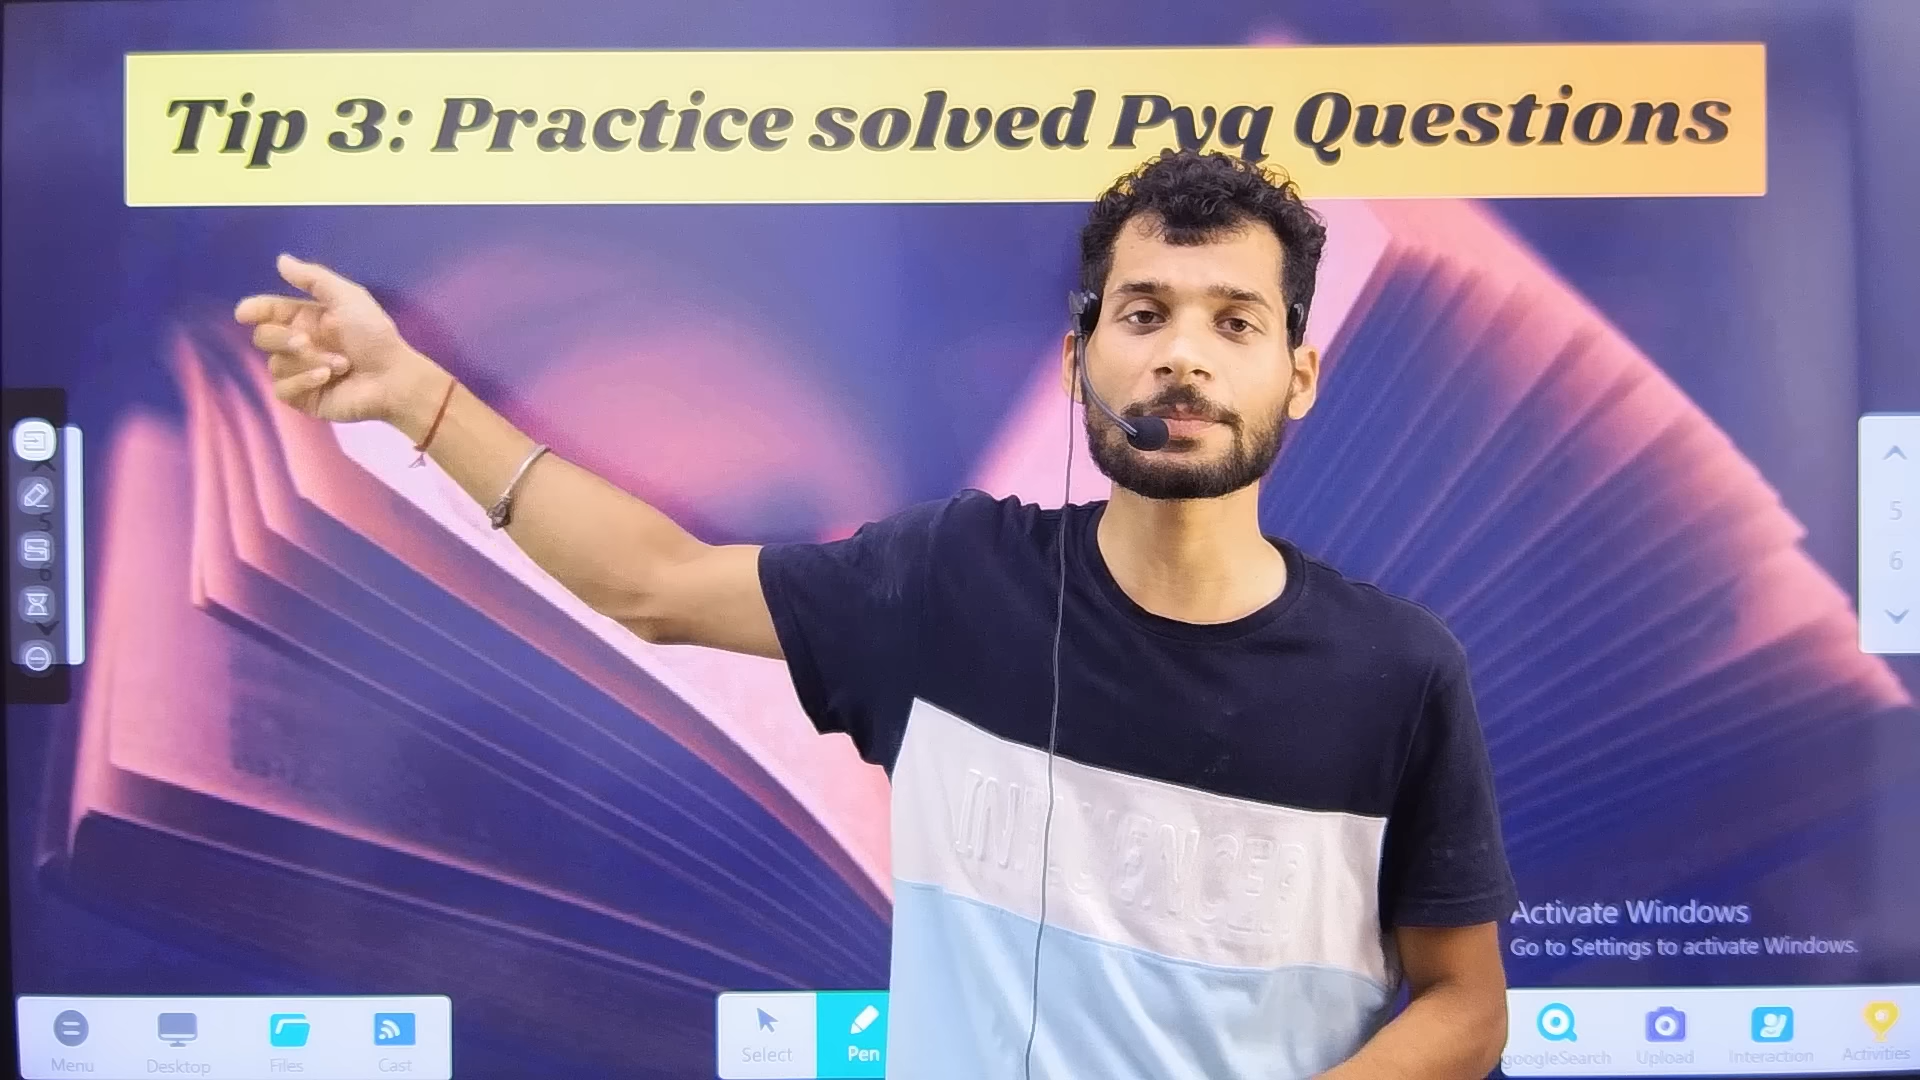 Tip 3: Practice solved Pyq Questions
5
6
INFLUENCER
Activate Windows
Go to Settings to activate Windows.
Menu
Desktop
Files
Cast
Select
Pen
googleSearch
Upload
Interaction
Activities